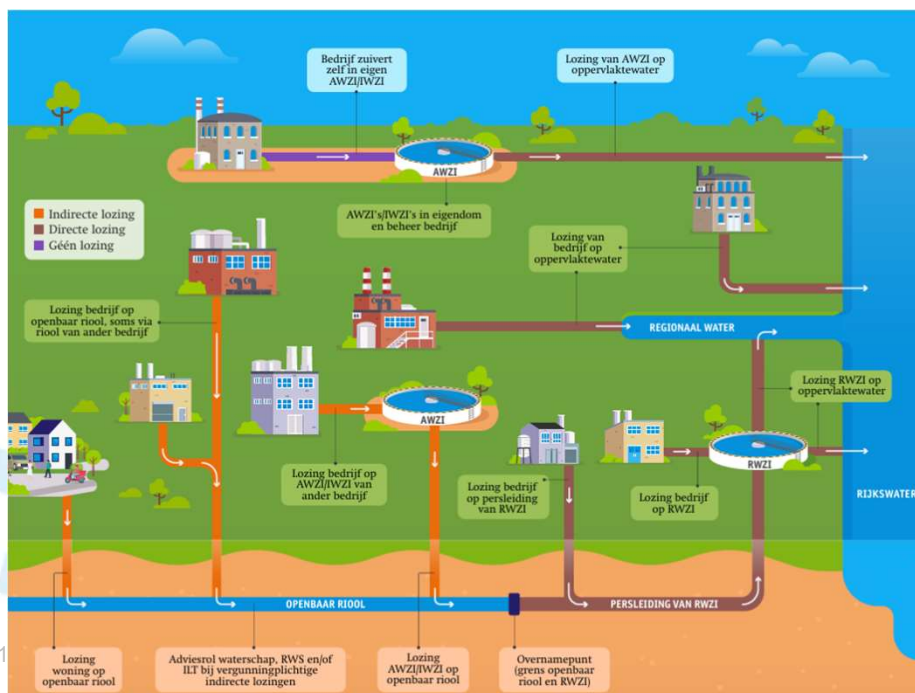 Bedrijf zuivert
zelf in eigen
AWZI/IWZI
Lozing van AWZI op
oppervlaktewater
AWZI
AWZI's/IWZI's in eigendom
en beheer bedrijf
Indirecte lozing
Directe lozing
Géén lozing
Lozing van
bedrijf op
oppervlaktewater
Lozing bedrijf op
openbaar riool, soms via
riool van ander bedrijf
REGIONAAL WATER
Lozing RWZI op
oppervlaktewater
AWZI
RWZI
Lozing bedrijf op
AWZI/IWZI van
ander bedrijf
Lozing bedrijf
op persleiding
van RWZI
Lozing bedrijf
op RWZI
RIJKSWATER
OPENBAAR RIOOL
PERSLEIDING VAN RWZI
Lozing
woning op
openbaar riool
Adviesrol waterschap, RWS en/of
ILT bij vergunningplichtige
indirecte lozingen
Lozing
AWZI/IWZI op
openbaar riool
Overnamepunt
(grens openbaar
riool en RWZI)
1